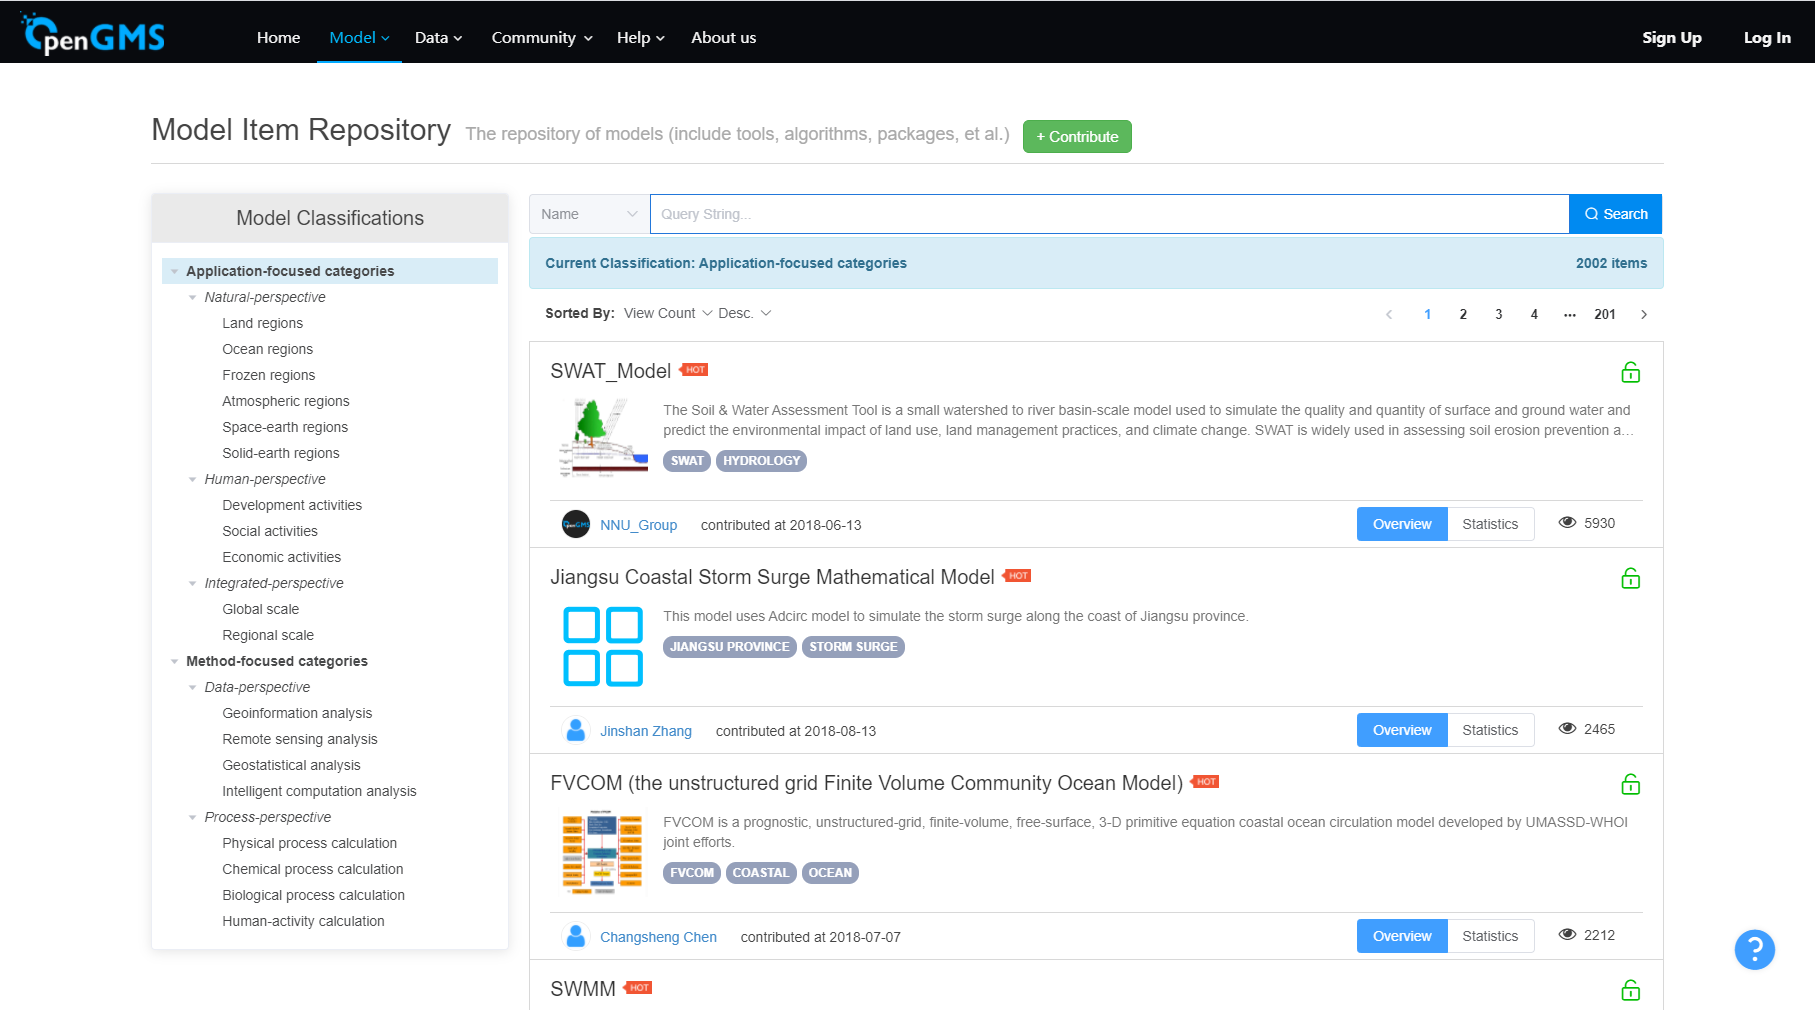 OpenGMS
Home Model Data Community Help About us Sign Up Log In
Model Item Repository The repository of models (include tools, algorithms, packages, et al.) + Contribute
Model Classifications
Application-focused categories
Natural-perspective
Land regions
Ocean regions
Frozen regions
Atmospheric regions
Space-earth regions
Solid-earth regions
Human-perspective
Development activities
Social activities
Economic activities
Integrated-perspective
Global scale
Regional scale
Method-focused categories
Data-perspective
Geoinformation analysis
Remote sensing analysis
Geostatistical analysis
Intelligent computation analysis
Process-perspective
Physical process calculation
Chemical process calculation
Biological process calculation
Human-activity calculation
Name Query String... Search
Current Classification: Application-focused categories 2002 items
Sorted By: View Count Desc. 1 2 3 4 ... 201
SWAT_Model HOT
The Soil & Water Assessment Tool is a small watershed to river basin-scale model used to simulate the quality and quantity of surface and ground water and
predict the environmental impact of land use, land management practices, and climate change. SWAT is widely used in assessing soil erosion prevention a...
SWAT HYDROLOGY
NNU_Group contributed at 2018-06-13 Overview Statistics 5930
Jiangsu Coastal Storm Surge Mathematical Model HOT
This model uses Adcirc model to simulate the storm surge along the coast of Jiangsu province.
JIANGSU PROVINCE STORM SURGE
Jinshan Zhang contributed at 2018-08-13 Overview Statistics 2465
FVCOM (the unstructured grid Finite Volume Community Ocean Model) HOT
FVCOM is a prognostic, unstructured-grid, finite-volume, free-surface, 3-D primitive equation coastal ocean circulation model developed by UMASSD-WHOI
joint efforts.
FVCOM COASTAL OCEAN
Changsheng Chen contributed at 2018-07-07 Overview Statistics 2212
SWMM HOT
?